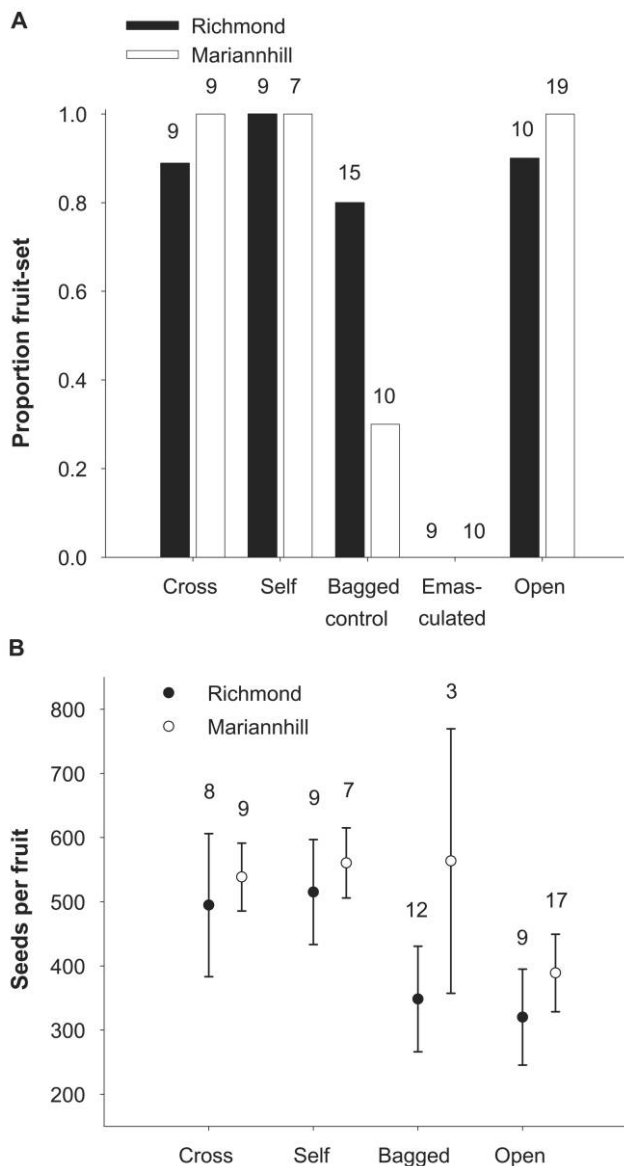 A
Richmond
Mariannhill
9 9 9 7 15 10 9 10 10 19
1.0
0.8
0.6
0.4
0.2
0.0
Proportion fruit-set
Cross Self Bagged control Emas-culated Open
B
Richmond
Mariannhill
8 9 9 7 12 3 9 17
800
700
600
500
400
300
200
Seeds per fruit
Cross Self Bagged Open